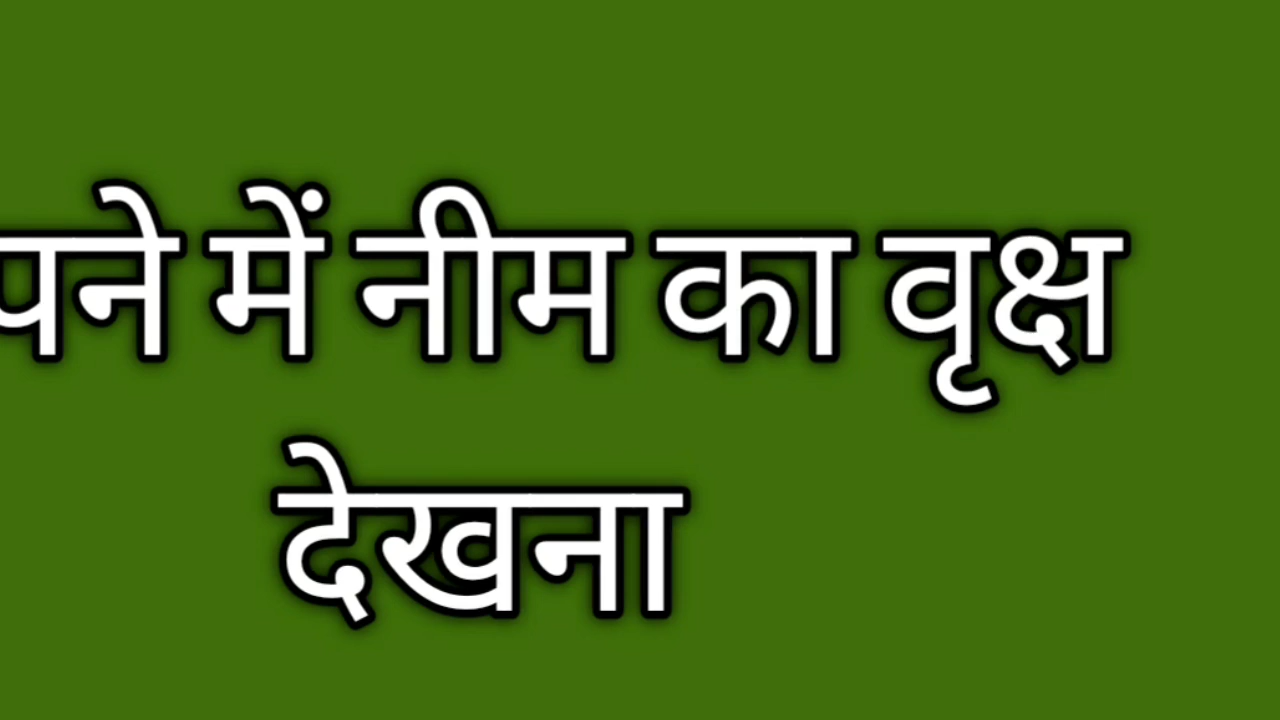 पने में नीम का वृक्ष
देखना